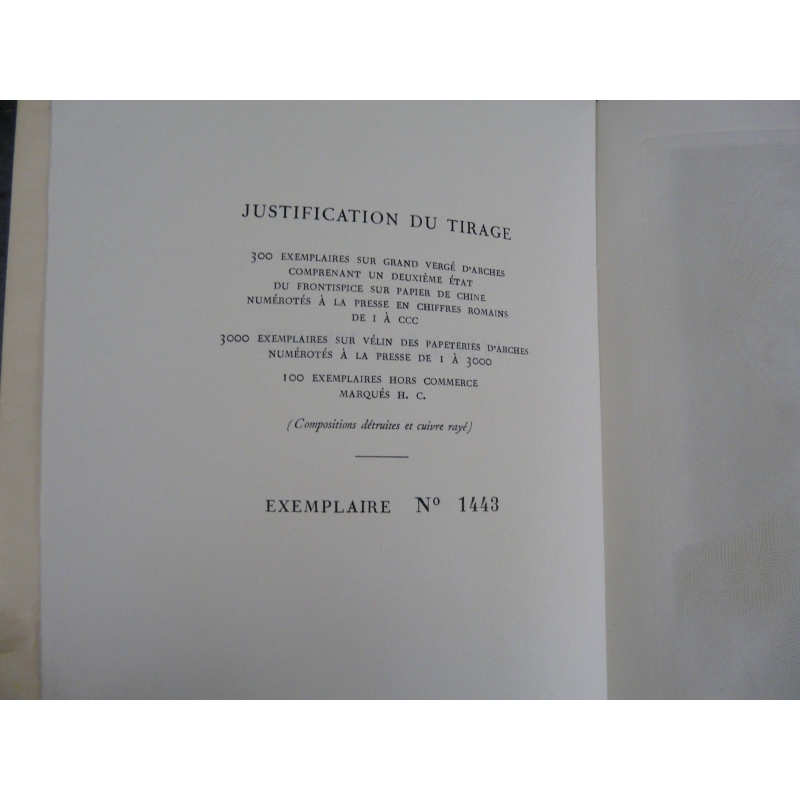 JUSTIFICATION DU TIRAGE
300 EXEMPLAIRES SUR GRAND VERGÉ D'ARCHES
COMPRENANT UN DEUXIÈME ÉTAT
DU FRONTISPICE SUR PAPIER DE CHINE
NUMÉROTÉS À LA PRESSE EN CHIFFRES ROMAINS
DE I À CCC
3000 EXEMPLAIRES SUR VÉLIN DES PAPETERIES D'ARCHES
NUMÉROTÉS À LA PRESSE DE 1 À 3000
100 EXEMPLAIRES HORS COMMERCE
MARQUÉS H. C.
(Compositions détruites et cuivre rayé)
EXEMPLAIRE Nº 1443